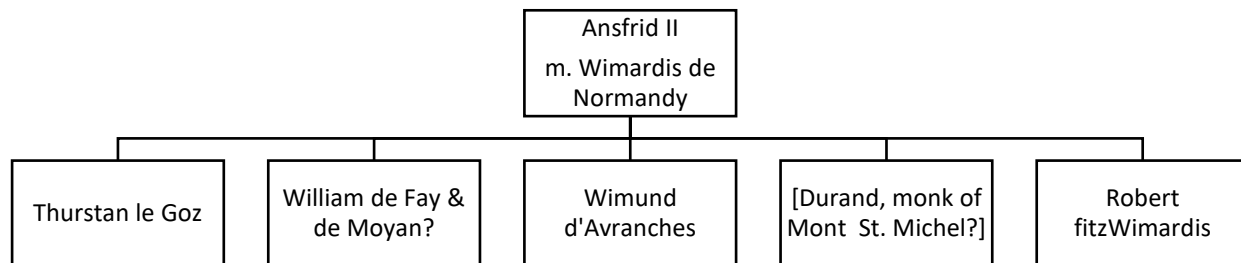 Ansfrid II
m. Wimardis de
Normandy
Thurstan le Goz
William de Fay &
de Moyan?
Wimund
d'Avranches
[Durand, monk of
Mont  St. Michel?]
Robert
fitzWimardis